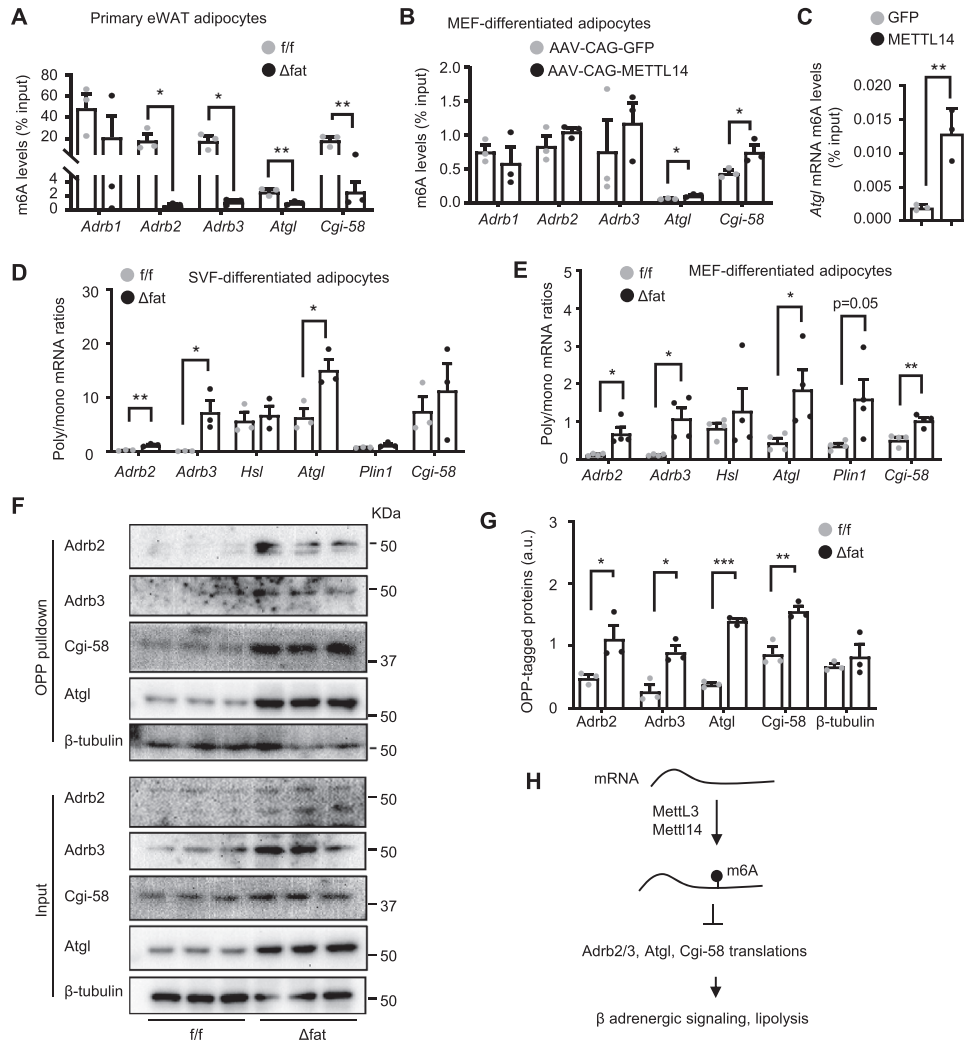 A
Primary eWAT adipocytes
f/f
Δfat
m6A levels (% input)
80
60
40
20
4
2
0
*
*
**
**
Adrb1 Adrb2 Adrb3 Atgl Cgi-58
B
MEF-differentiated adipocytes
AAV-CAG-GFP
AAV-CAG-METTL14
m6A levels (% input)
2.0
1.5
1.0
0.5
0.0
*
*
Adrb1 Adrb2 Adrb3 Atgl Cgi-58
C
GFP
METTL14
Atgl mRNA m6A levels
(% input)
0.020
0.015
0.010
0.005
0.000
**
D
SVF-differentiated adipocytes
f/f
Δfat
Poly/mono mRNA ratios
30
20
10
0
**
*
*
Adrb2 Adrb3 Hsl Atgl Plin1 Cgi-58
E
MEF-differentiated adipocytes
f/f
Δfat
Poly/mono mRNA ratios
5
4
3
2
1
0
*
*
*
p=0.05
**
Adrb2 Adrb3 Hsl Atgl Plin1 Cgi-58
F
KDa
OPP pulldown
Adrb2
50
Adrb3
50
Cgi-58
37
Atgl
50
β-tubulin
50
Input
Adrb2
50
Adrb3
50
Cgi-58
37
Atgl
50
β-tubulin
50
f/f Δfat
G
f/f
Δfat
OPP-tagged proteins (a.u.)
3
2
1
0
*
*
***
**
Adrb2 Adrb3 Atgl Cgi-58 β-tubulin
H
mRNA
MettL3
Mettl14
m6A
Adrb2/3, Atgl, Cgi-58 translations
β adrenergic signaling, lipolysis